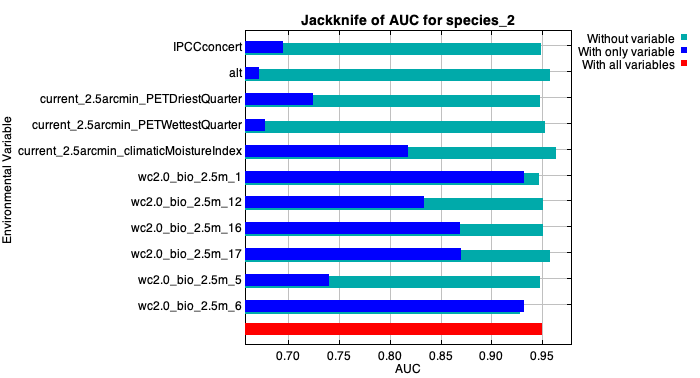 Jackknife of AUC for species_2
Without variable
With only variable
With all variables
Environmental Variable
IPCCconcert
alt
current_2.5arcmin_PETDriestQuarter
current_2.5arcmin_PETWettestQuarter
current_2.5arcmin_climaticMoistureIndex
wc2.0_bio_2.5m_1
wc2.0_bio_2.5m_12
wc2.0_bio_2.5m_16
wc2.0_bio_2.5m_17
wc2.0_bio_2.5m_5
wc2.0_bio_2.5m_6
0.70 0.75 0.80 0.85 0.90 0.95
AUC